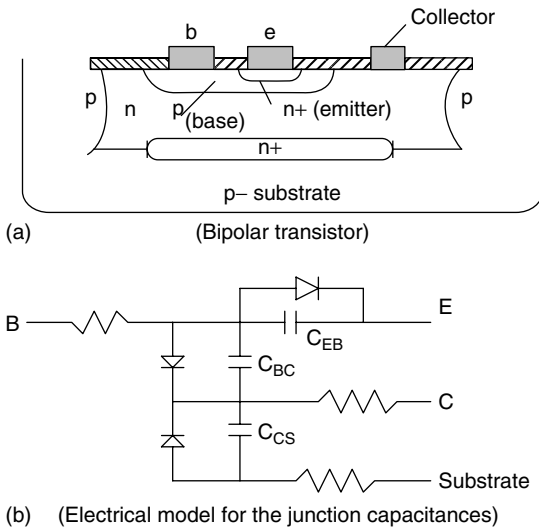 Collector
b e
p n p (base) n+ (emitter) p
n+
p– substrate
(a) (Bipolar transistor)
B E
C_EB
C_BC
C
C_CS
Substrate
(b) (Electrical model for the junction capacitances)